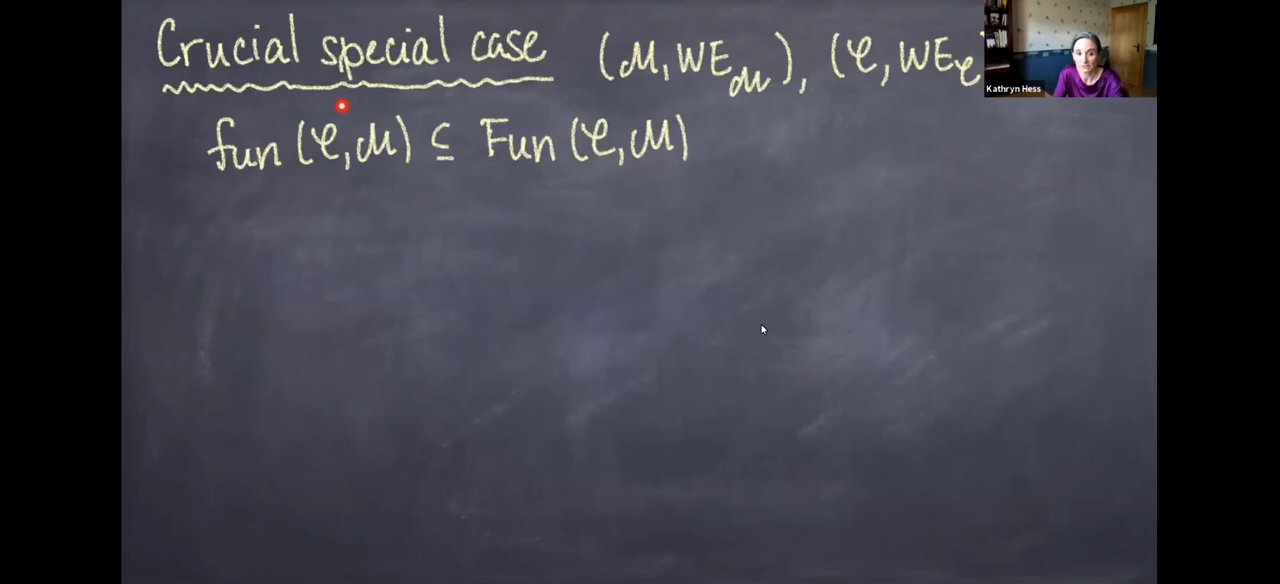 Crucial special case (M, WE_M), (C, WE_C
fun (C, M) ⊆ Fun (C, M)
Kathryn Hess